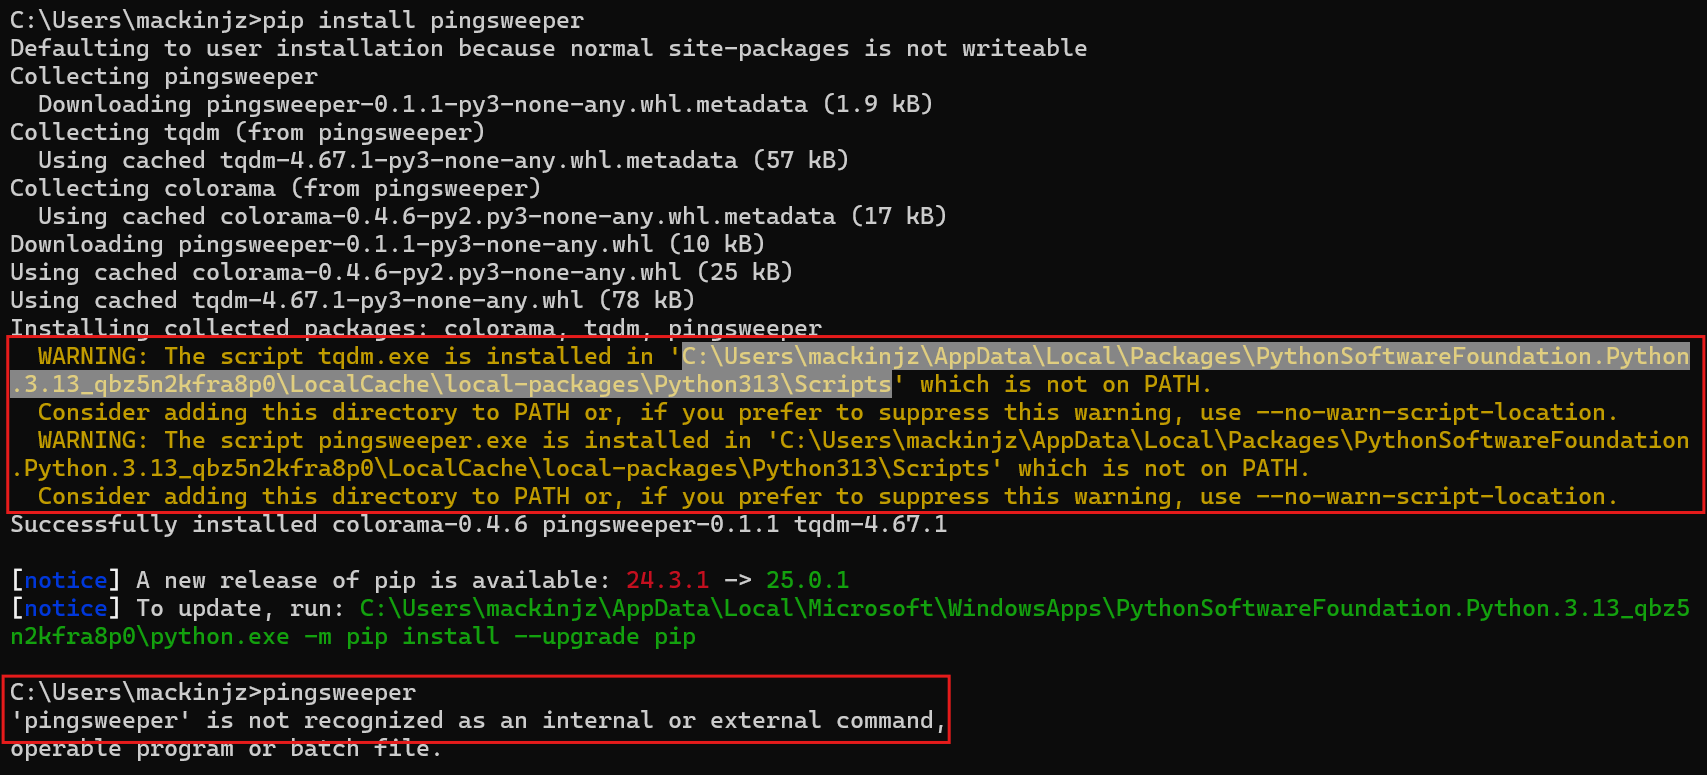 C:\Users\mackinjz>pip install pingsweeper
Defaulting to user installation because normal site-packages is not writeable
Collecting pingsweeper
  Downloading pingsweeper-0.1.1-py3-none-any.whl.metadata (1.9 kB)
Collecting tqdm (from pingsweeper)
  Using cached tqdm-4.67.1-py3-none-any.whl.metadata (57 kB)
Collecting colorama (from pingsweeper)
  Using cached colorama-0.4.6-py2.py3-none-any.whl.metadata (17 kB)
Downloading pingsweeper-0.1.1-py3-none-any.whl (10 kB)
Using cached colorama-0.4.6-py2.py3-none-any.whl (25 kB)
Using cached tqdm-4.67.1-py3-none-any.whl (78 kB)
Installing collected packages: colorama, tqdm, pingsweeper
  WARNING: The script tqdm.exe is installed in 'C:\Users\mackinjz\AppData\Local\Packages\PythonSoftwareFoundation.Python
.3.13_qbz5n2kfra8p0\LocalCache\local-packages\Python313\Scripts' which is not on PATH.
  Consider adding this directory to PATH or, if you prefer to suppress this warning, use --no-warn-script-location.
  WARNING: The script pingsweeper.exe is installed in 'C:\Users\mackinjz\AppData\Local\Packages\PythonSoftwareFoundation
.Python.3.13_qbz5n2kfra8p0\LocalCache\local-packages\Python313\Scripts' which is not on PATH.
  Consider adding this directory to PATH or, if you prefer to suppress this warning, use --no-warn-script-location.
Successfully installed colorama-0.4.6 pingsweeper-0.1.1 tqdm-4.67.1
[notice] A new release of pip is available: 24.3.1 -> 25.0.1
[notice] To update, run: C:\Users\mackinjz\AppData\Local\Microsoft\WindowsApps\PythonSoftwareFoundation.Python.3.13_qbz5
n2kfra8p0\python.exe -m pip install --upgrade pip
C:\Users\mackinjz>pingsweeper
'pingsweeper' is not recognized as an internal or external command,
operable program or batch file.